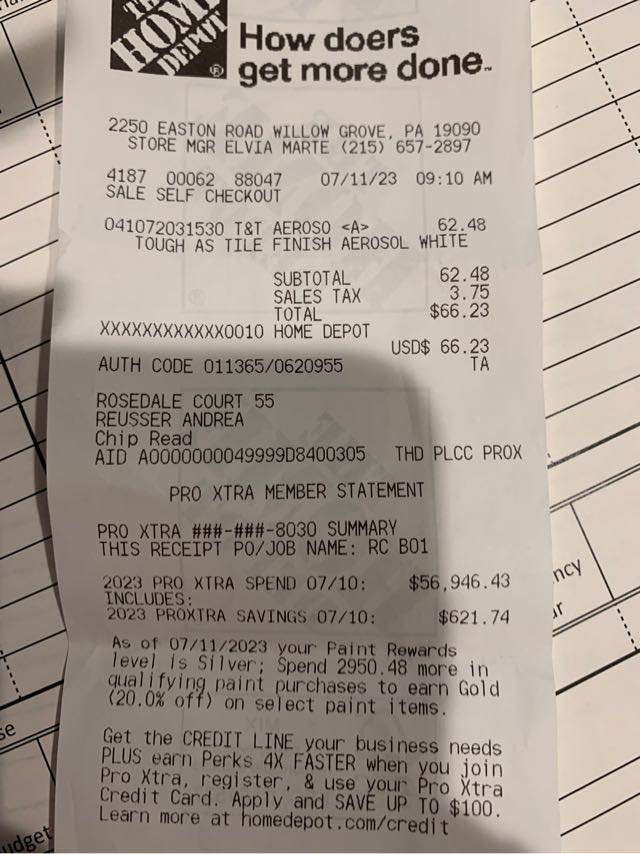 THE
HOME
DEPOT
®
How doers
get more done™
2250 EASTON ROAD WILLOW GROVE, PA 19090
STORE MGR ELVIA MARTE (215) 657-2897
4187 00062 88047 07/11/23 09:10 AM
SALE SELF CHECKOUT
041072031530 T&T AEROSO <A> 62.48
TOUGH AS TILE FINISH AEROSOL WHITE
SUBTOTAL 62.48
SALES TAX 3.75
TOTAL $66.23
XXXXXXXXXXXX0010 HOME DEPOT
USD$ 66.23
AUTH CODE 011365/0620955 TA
ROSEDALE COURT 55
REUSSER ANDREA
Chip Read
AID A0000000049999D8400305 THD PLCC PROX
PRO XTRA MEMBER STATEMENT
PRO XTRA ###-###-8030 SUMMARY
THIS RECEIPT PO/JOB NAME: RC B01
2023 PRO XTRA SPEND 07/10: $56,946.43
INCLUDES:
2023 PROXTRA SAVINGS 07/10: $621.74
As of 07/11/2023 your Paint Rewards
level is Silver; Spend 2950.48 more in
qualifying paint purchases to earn Gold
(20.0% off) on select paint items.
Get the CREDIT LINE your business needs
PLUS earn Perks 4X FASTER when you join
Pro Xtra, register, & use your Pro Xtra
Credit Card. Apply and SAVE UP TO $100.
Learn more at homedepot.com/credit